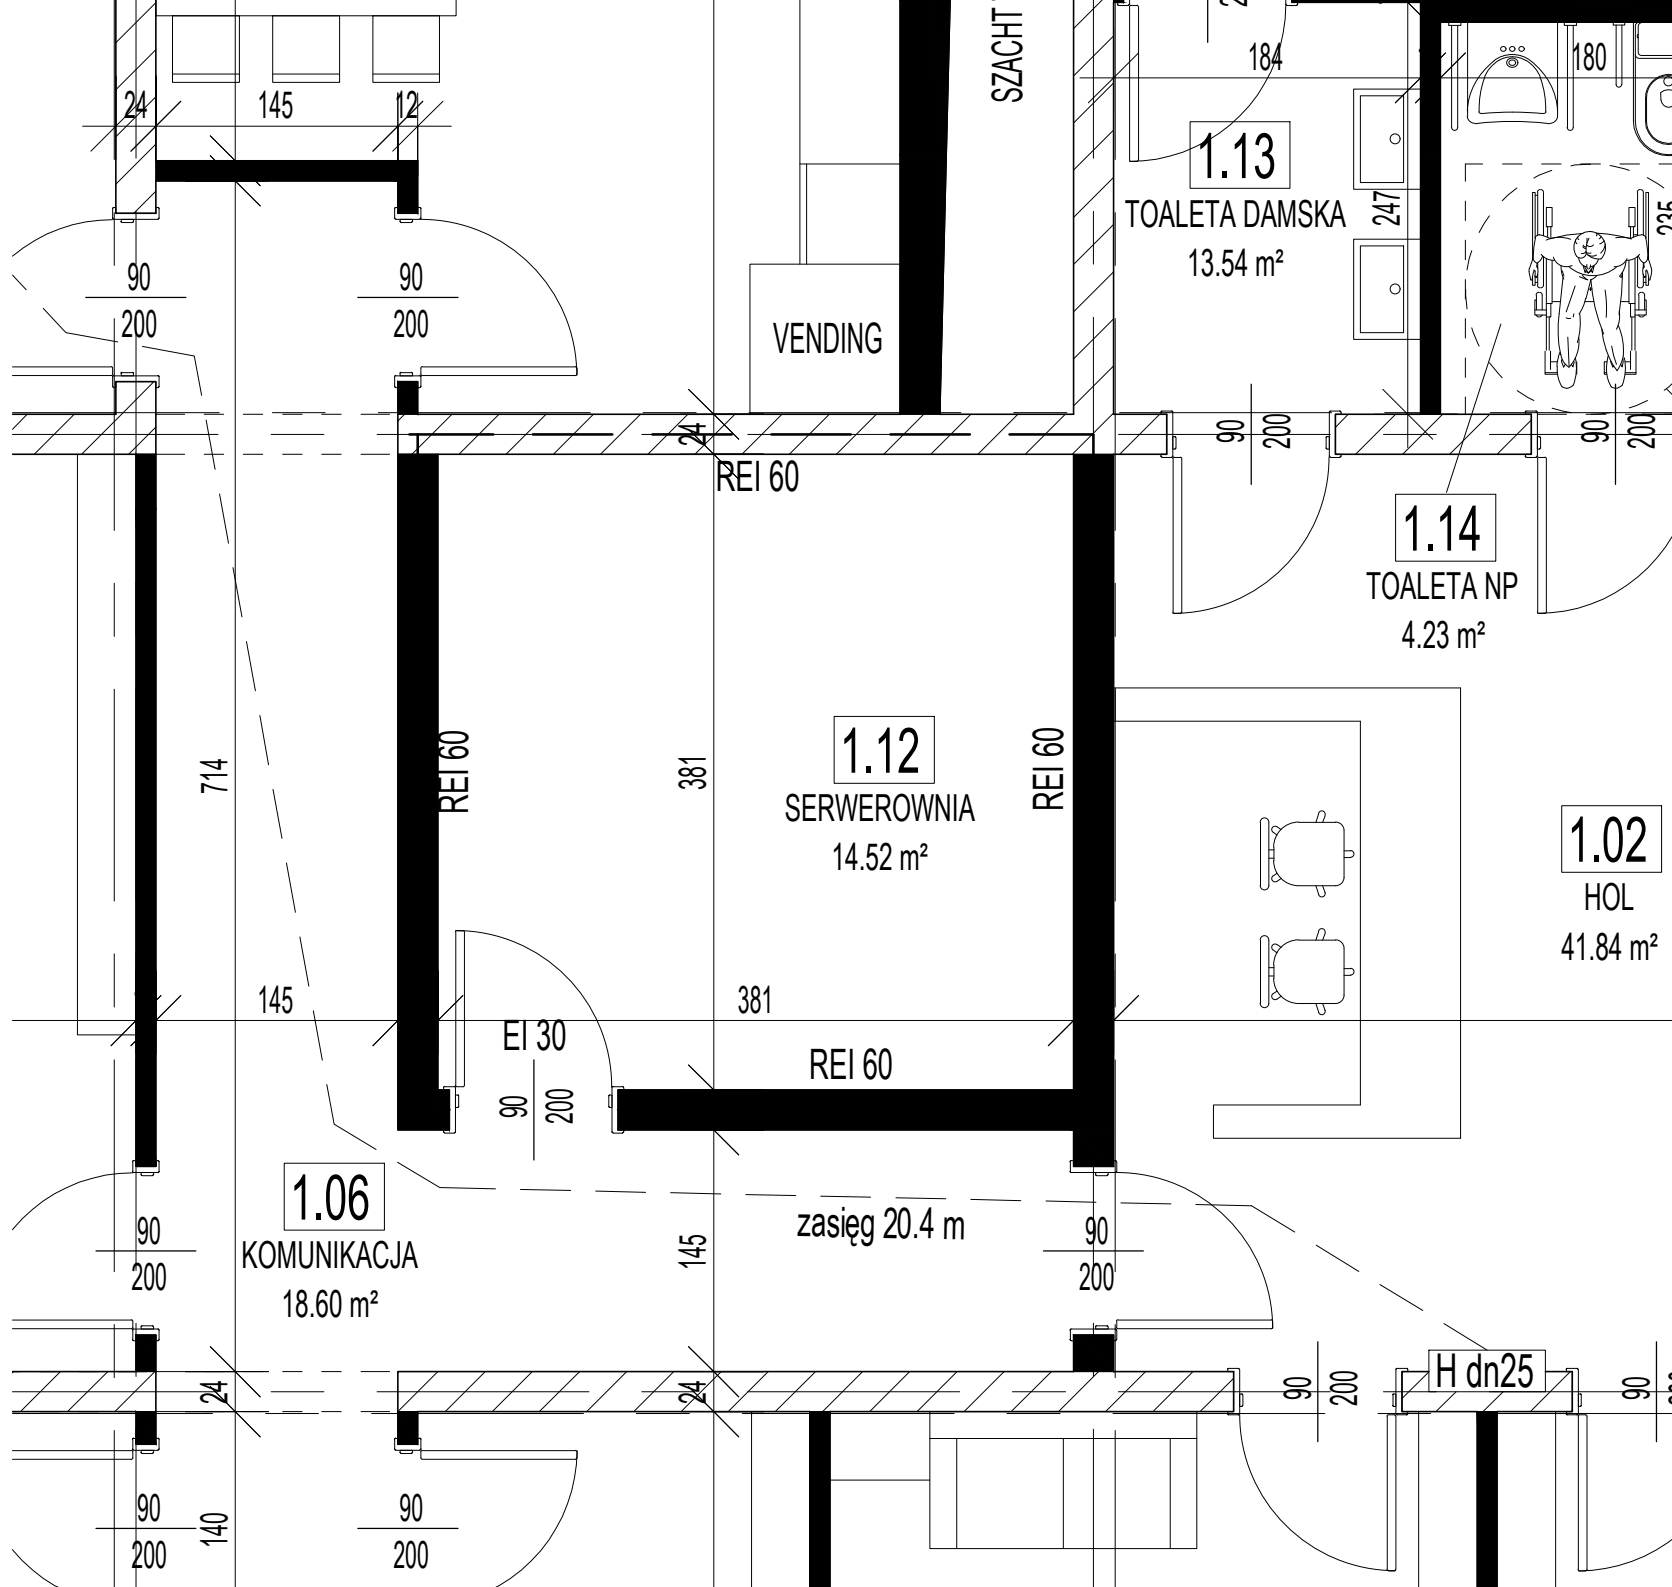 SZACHT
184
180
24
145
12
1.13
TOALETA DAMSKA
13.54 m²
247
235
90
200
90
200
VENDING
24
REI 60
90
200
90
200
1.14
TOALETA NP
4.23 m²
714
REI 60
381
1.12
SERWEROWNIA
14.52 m²
REI 60
1.02
HOL
41.84 m²
145
381
EI 30
REI 60
90
200
1.06
KOMUNIKACJA
18.60 m²
90
200
145
zasięg 20.4 m
90
200
24
24
90
200
H dn25
90
90
200
140
90
200